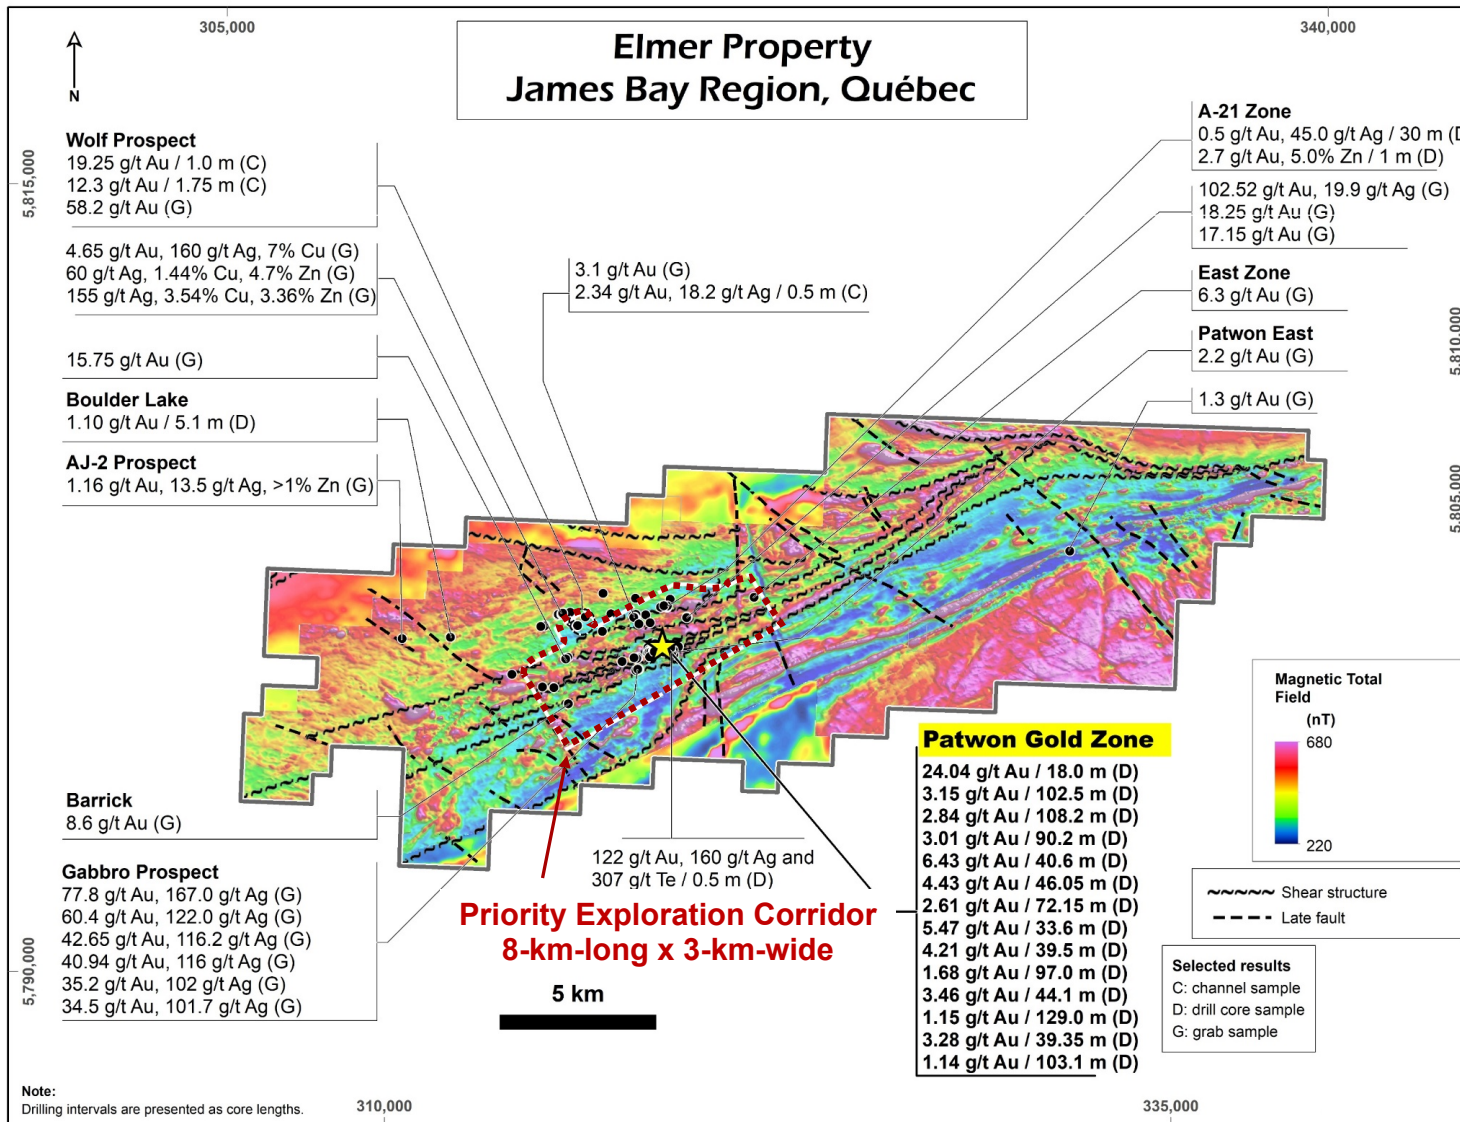 305,000
340,000
Elmer Property
James Bay Region, Québec
N
5,815,000
5,790,000
5,810,000
5,805,000
Wolf Prospect
19.25 g/t Au / 1.0 m (C)
12.3 g/t Au / 1.75 m (C)
58.2 g/t Au (G)
4.65 g/t Au, 160 g/t Ag, 7% Cu (G)
60 g/t Ag, 1.44% Cu, 4.7% Zn (G)
155 g/t Ag, 3.54% Cu, 3.36% Zn (G)
15.75 g/t Au (G)
Boulder Lake
1.10 g/t Au / 5.1 m (D)
AJ-2 Prospect
1.16 g/t Au, 13.5 g/t Ag, >1% Zn (G)
3.1 g/t Au (G)
2.34 g/t Au, 18.2 g/t Ag / 0.5 m (C)
A-21 Zone
0.5 g/t Au, 45.0 g/t Ag / 30 m (D
2.7 g/t Au, 5.0% Zn / 1 m (D)
102.52 g/t Au, 19.9 g/t Ag (G)
18.25 g/t Au (G)
17.15 g/t Au (G)
East Zone
6.3 g/t Au (G)
Patwon East
2.2 g/t Au (G)
1.3 g/t Au (G)
Barrick
8.6 g/t Au (G)
Gabbro Prospect
77.8 g/t Au, 167.0 g/t Ag (G)
60.4 g/t Au, 122.0 g/t Ag (G)
42.65 g/t Au, 116.2 g/t Ag (G)
40.94 g/t Au, 116 g/t Ag (G)
35.2 g/t Au, 102 g/t Ag (G)
34.5 g/t Au, 101.7 g/t Ag (G)
122 g/t Au, 160 g/t Ag and
307 g/t Te / 0.5 m (D)
Priority Exploration Corridor
8-km-long x 3-km-wide
5 km
Patwon Gold Zone
24.04 g/t Au / 18.0 m (D)
3.15 g/t Au / 102.5 m (D)
2.84 g/t Au / 108.2 m (D)
3.01 g/t Au / 90.2 m (D)
6.43 g/t Au / 40.6 m (D)
4.43 g/t Au / 46.05 m (D)
2.61 g/t Au / 72.15 m (D)
5.47 g/t Au / 33.6 m (D)
4.21 g/t Au / 39.5 m (D)
1.68 g/t Au / 97.0 m (D)
3.46 g/t Au / 44.1 m (D)
1.15 g/t Au / 129.0 m (D)
3.28 g/t Au / 39.35 m (D)
1.14 g/t Au / 103.1 m (D)
Magnetic Total
Field
(nT)
680
220
Shear structure
Late fault
Selected results
C: channel sample
D: drill core sample
G: grab sample
Note:
Drilling intervals are presented as core lengths.
310,000
335,000